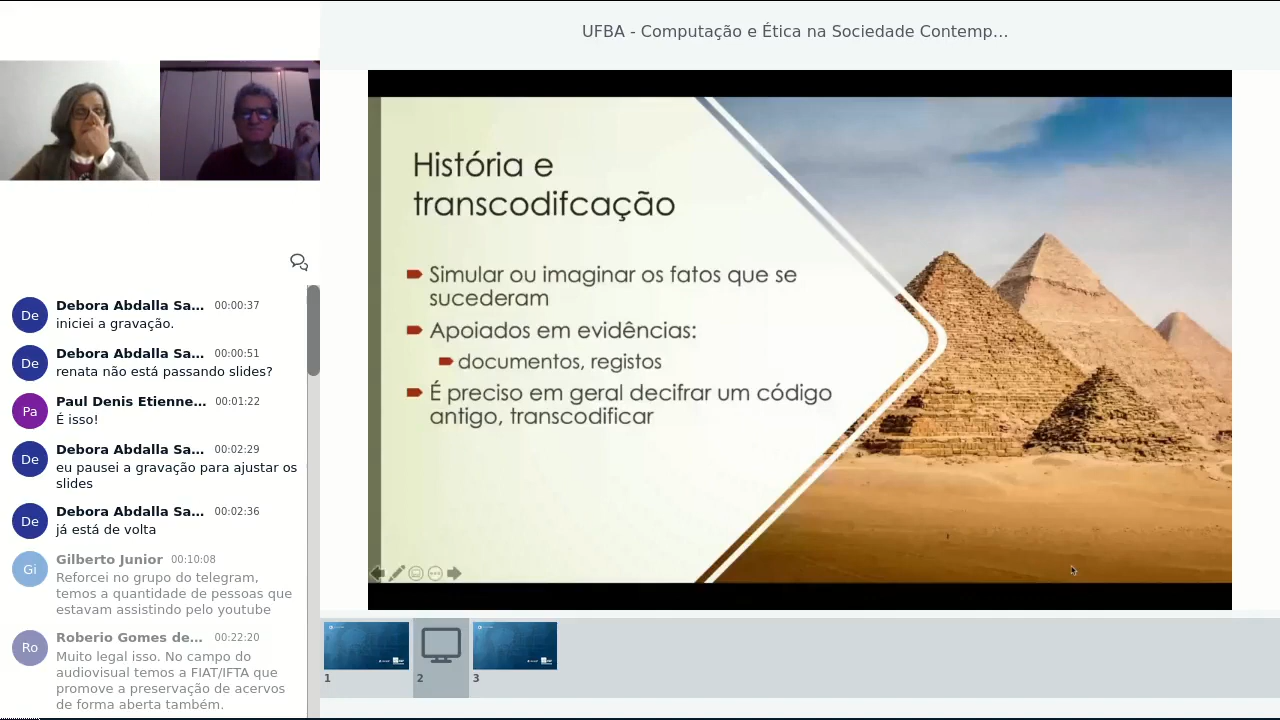 UFBA - Computação e Ética na Sociedade Contemp...
História e
transcodifcação
Simular ou imaginar os fatos que se
sucederam
Apoiados em evidências:
documentos, registos
É preciso em geral decifrar um código
antigo, transcodificar
De
Debora Abdalla Sa... 00:00:37
iniciei a gravação.
De
Debora Abdalla Sa... 00:00:51
renata não está passando slides?
Pa
Paul Denis Etienne... 00:01:22
É isso!
De
Debora Abdalla Sa... 00:02:29
eu pausei a gravação para ajustar os
slides
De
Debora Abdalla Sa... 00:02:36
já está de volta
Gi
Gilberto Junior 00:10:08
Reforcei no grupo do telegram,
temos a quantidade de pessoas que
estavam assistindo pelo youtube
Ro
Roberio Gomes de... 00:22:20
Muito legal isso. No campo do
audiovisual temos a FIAT/IFTA que
promove a preservação de acervos
de forma aberta também.
1
2
3